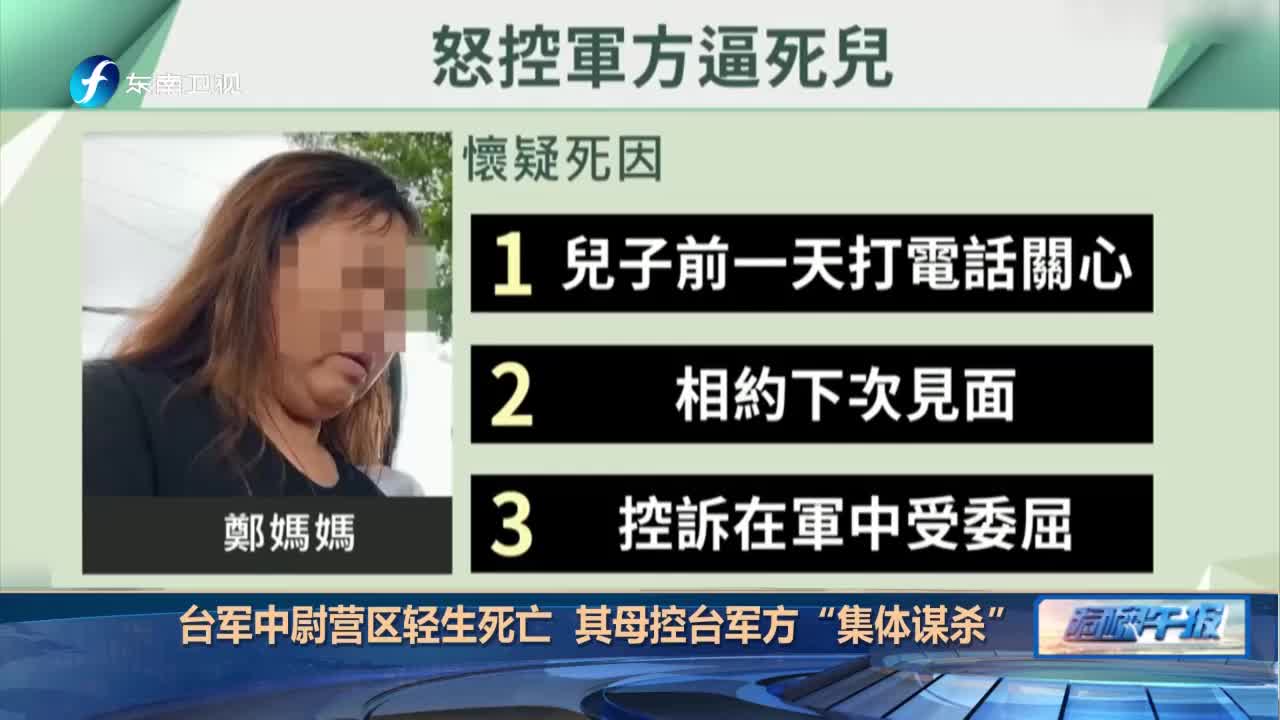 怒控軍方逼死兒
东南卫视
懷疑死因
1 兒子前一天打電話關心
2 相約下次見面
3 控訴在軍中受委屈
鄭媽媽
台军中尉营区轻生死亡 其母控台军方“集体谋杀”
海峡午报